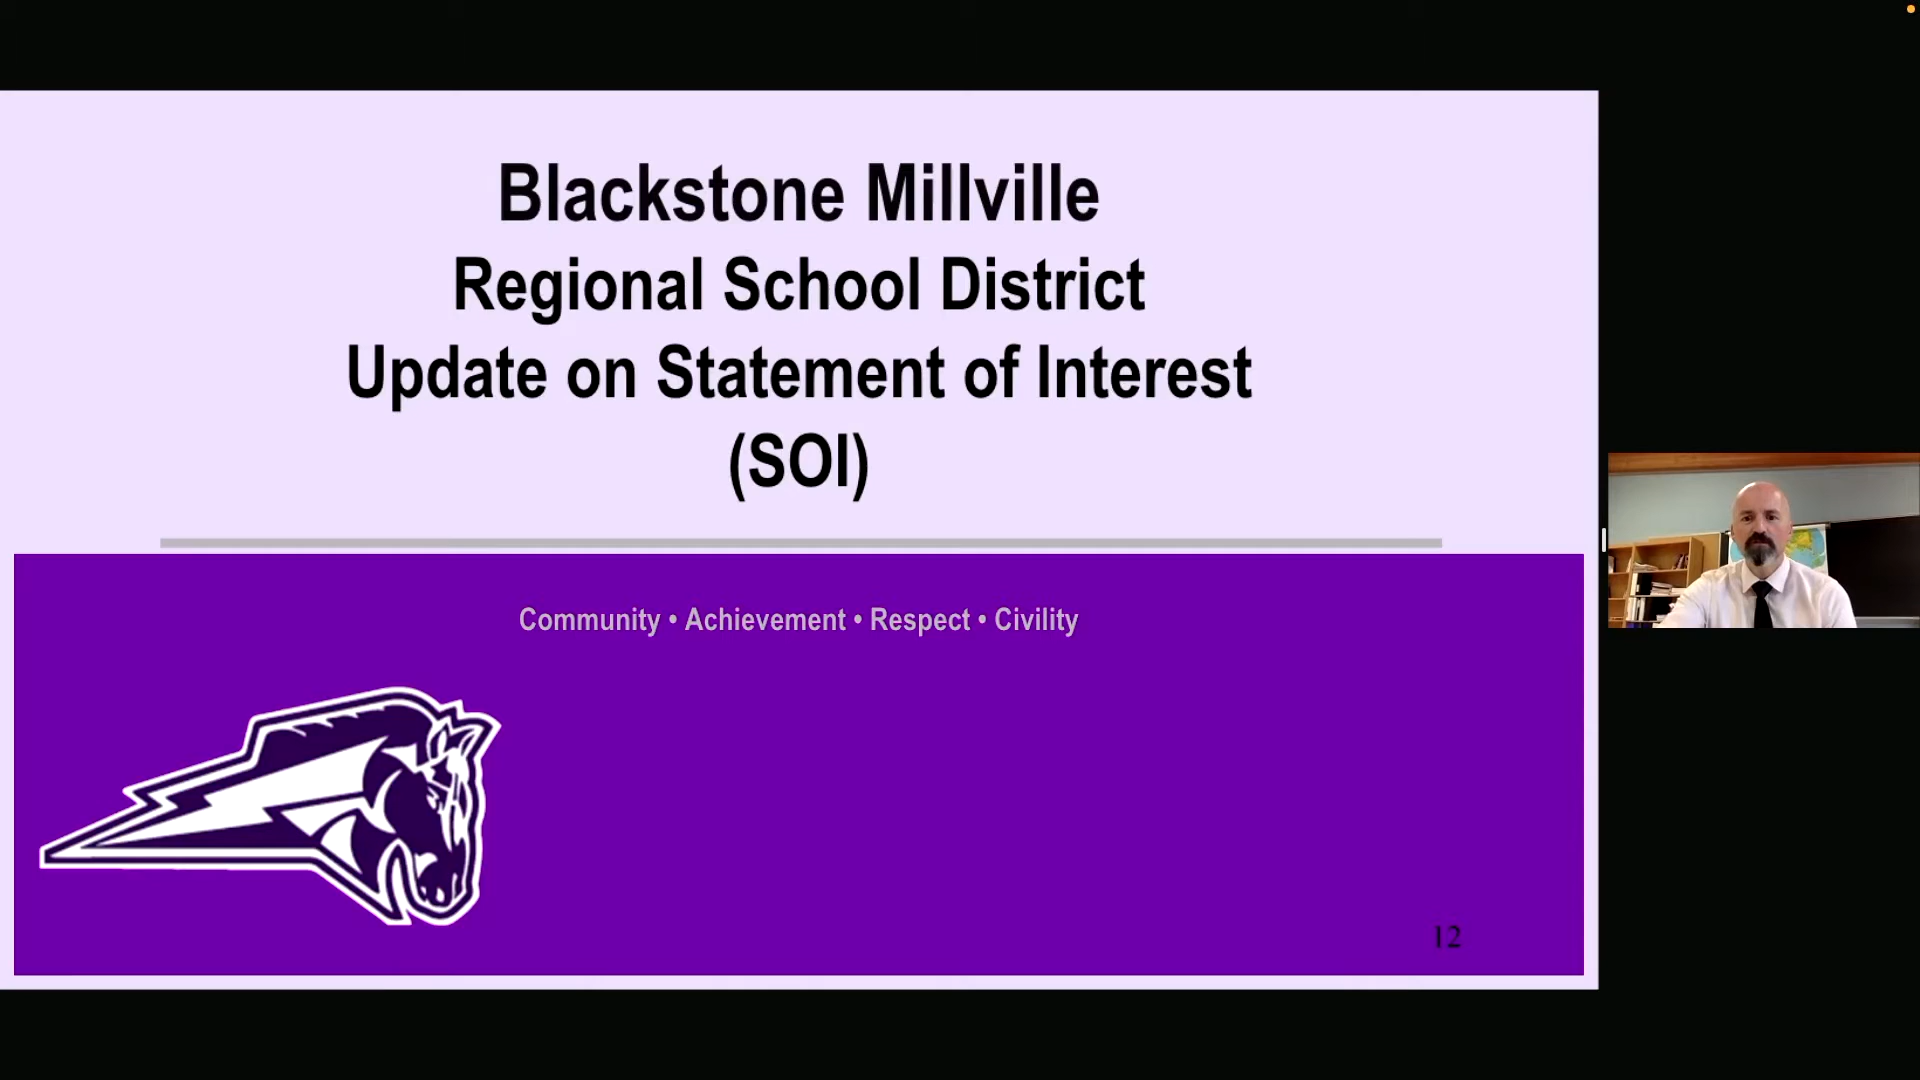 Blackstone Millville
Regional School District
Update on Statement of Interest
(SOI)
Community • Achievement • Respect • Civility
12